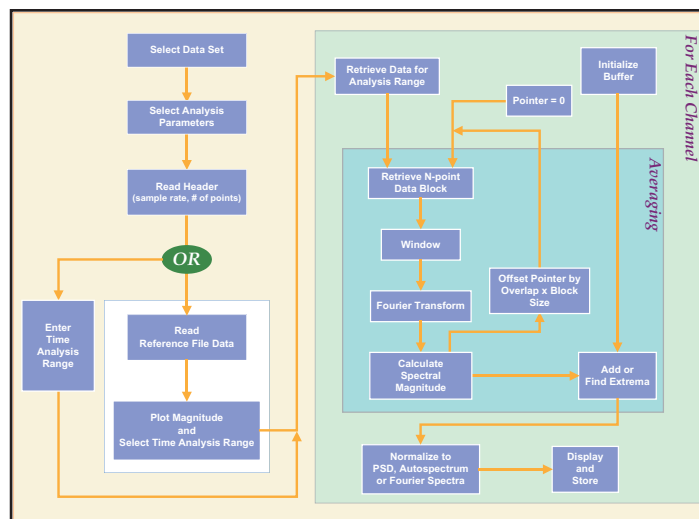 Select Data Set
Select Analysis
Parameters
Read Header
(sample rate, # of points)
OR
Enter
Time
Analysis
Range
Read
Reference File Data
Plot Magnitude
and
Select Time Analysis Range
For Each Channel
Retrieve Data for
Analysis Range
Pointer = 0
Initialize
Buffer
Averaging
Retrieve N-point
Data Block
Window
Fourier Transform
Offset Pointer by
Overlap x Block
Size
Calculate
Spectral
Magnitude
Add or
Find Extrema
Normalize to
PSD, Autospectrum
or Fourier Spectra
Display
and
Store